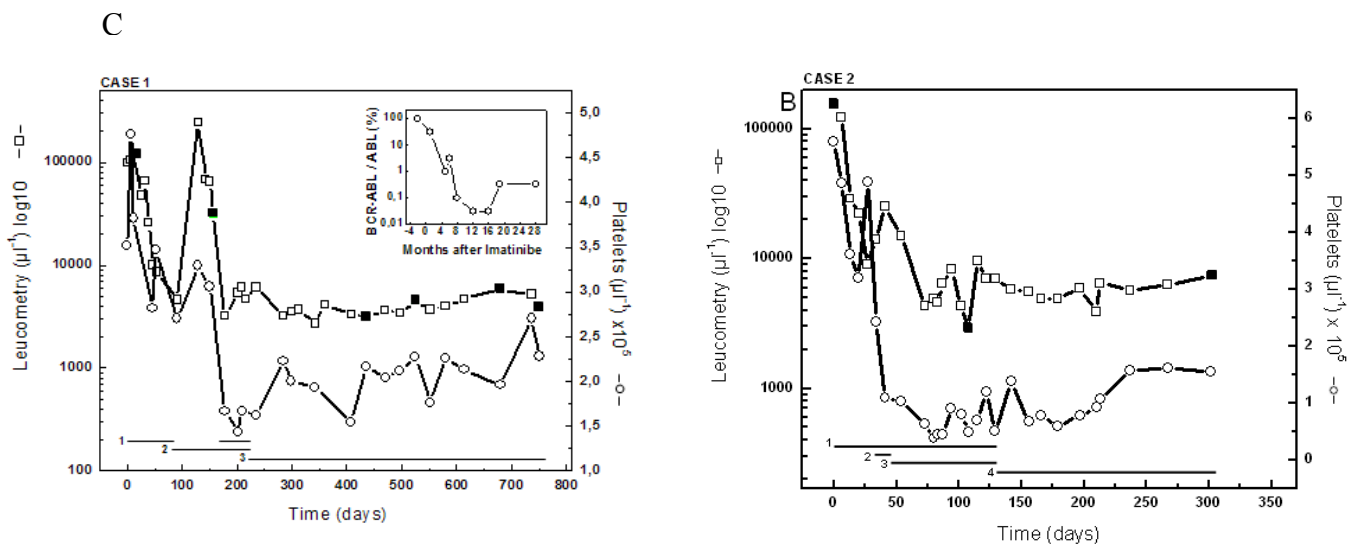 C
CASE 1
Leucometry (µl⁻¹) log10 –□–
100000
10000
1000
100
5,0
4,5
4,0
3,5
3,0
2,5
2,0
1,5
1,0
Platelets (µl⁻¹) x10⁵ –○–
BCR-ABL / ABL (%)
100
10
1
0,1
0,01
-4 0 4 8 12 16 20 24 28
Months after Imatinibe
1
2
3
0 100 200 300 400 500 600 700 800
Time (days)
CASE 2
B
Leucometry (µl⁻¹) log10 –□–
100000
10000
1000
6
5
4
3
2
1
0
Platelets (µl⁻¹) x 10⁵ –○–
1
2
3
4
0 50 100 150 200 250 300 350
Time (days)